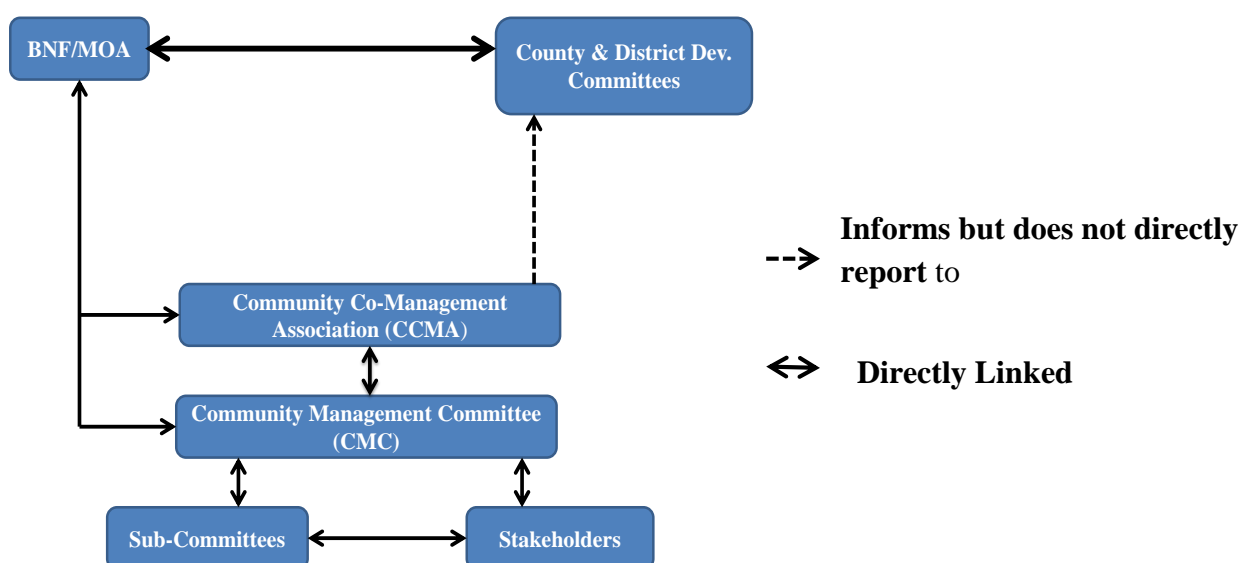 BNF/MOA
County & District Dev.
Committees
Informs but does not directly
report to
Community Co-Management
Association (CCMA)
Directly Linked
Community Management Committee
(CMC)
Sub-Committees
Stakeholders